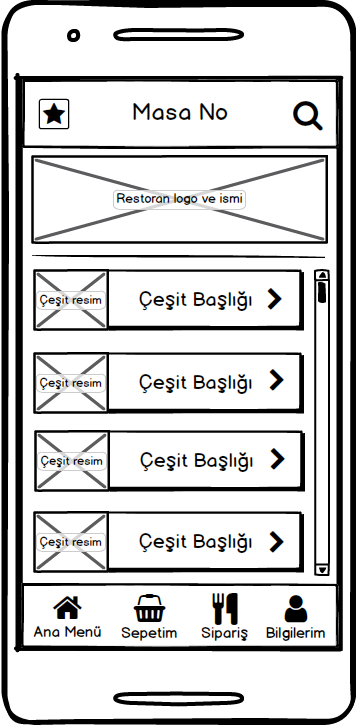 Masa No
Restoran logo ve ismi
Çeşit resim
Çeşit Başlığı
Çeşit resim
Çeşit Başlığı
Çeşit resim
Çeşit Başlığı
Çeşit resim
Çeşit Başlığı
Ana Menü
Sepetim
Sipariş
Bilgilerim